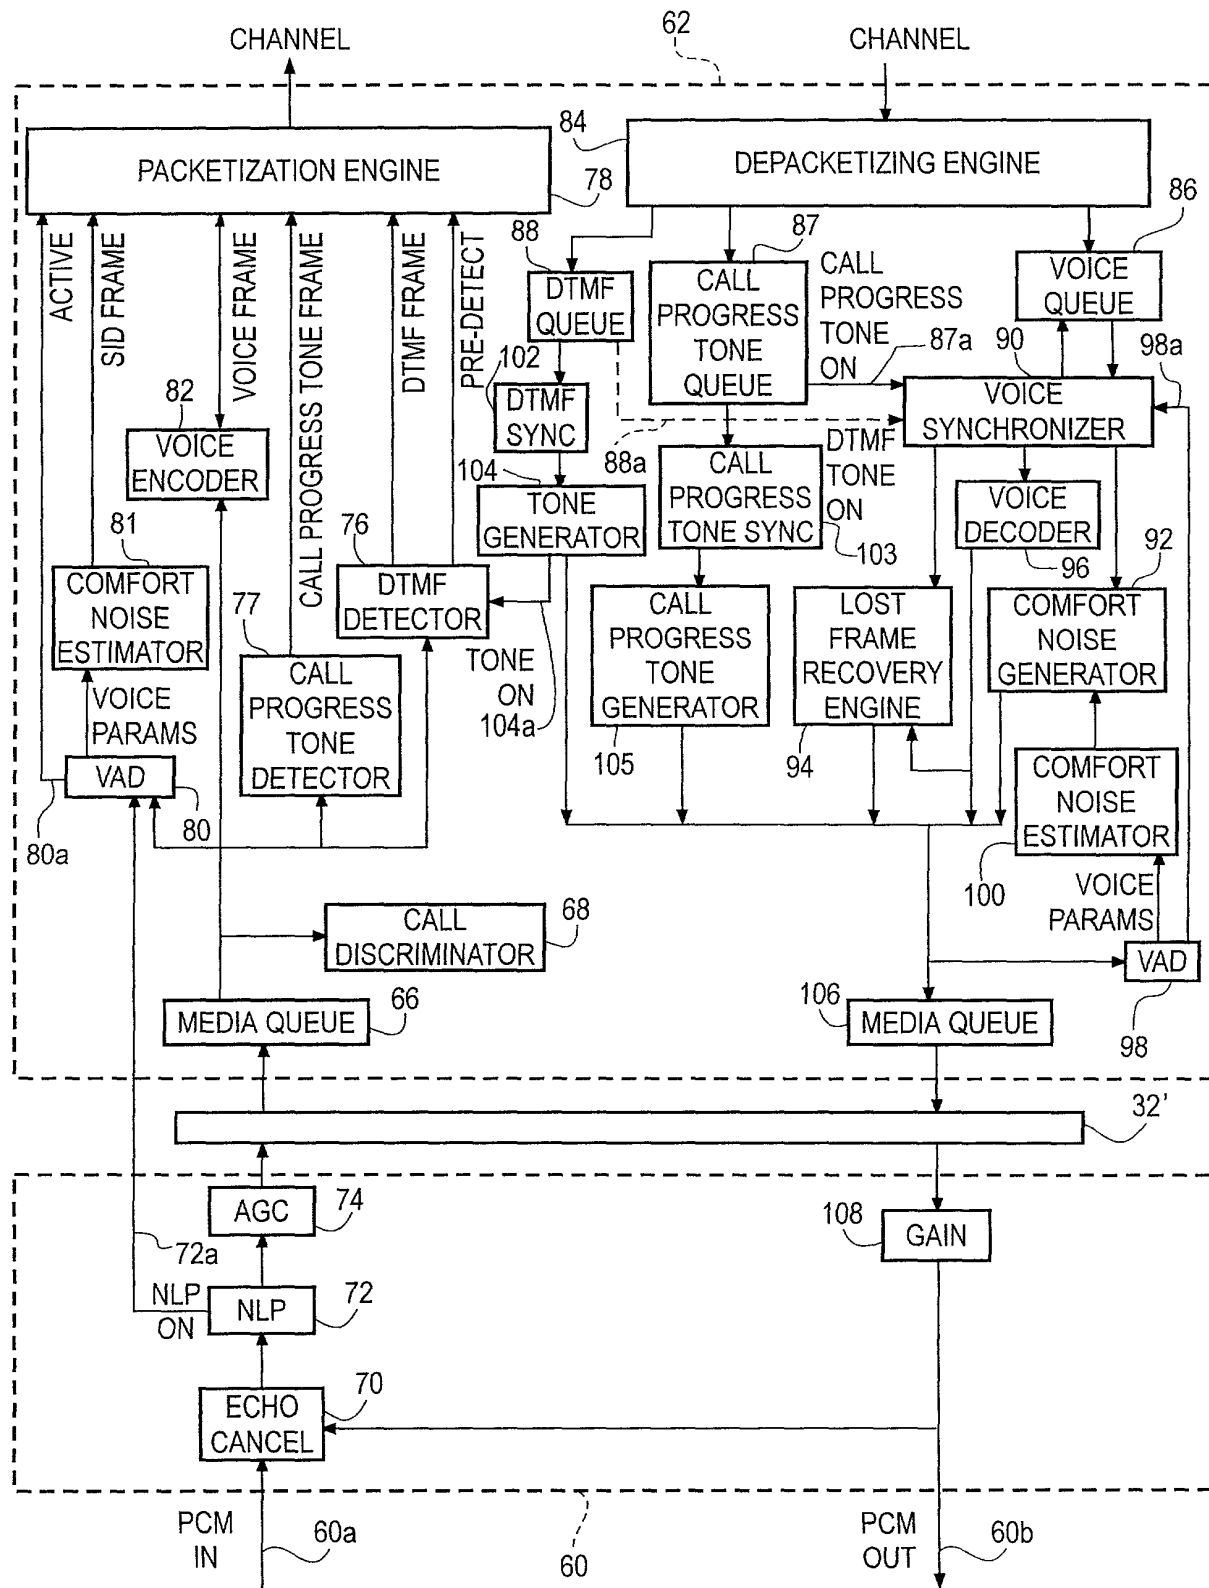 62
CHANNEL
CHANNEL
84
PACKETIZATION ENGINE
78
DEPACKETIZING ENGINE
86
ACTIVE
SID FRAME
VOICE FRAME
CALL PROGRESS TONE FRAME
DTMF FRAME
PRE-DETECT
88
DTMF
QUEUE
87
CALL
PROGRESS
TONE
QUEUE
CALL
PROGRESS
TONE
ON
87a
VOICE
QUEUE
90
98a
VOICE
SYNCHRONIZER
82
VOICE
ENCODER
102
DTMF
SYNC
88a
DTMF
TONE
ON
104
TONE
GENERATOR
CALL
PROGRESS
TONE SYNC
103
VOICE
DECODER
96
92
81
COMFORT
NOISE
ESTIMATOR
76
DTMF
DETECTOR
77
CALL
PROGRESS
TONE
DETECTOR
TONE
ON
104a
CALL
PROGRESS
TONE
GENERATOR
105
LOST
FRAME
RECOVERY
ENGINE
94
COMFORT
NOISE
GENERATOR
VOICE
PARAMS
VAD
80
80a
COMFORT
NOISE
ESTIMATOR
100
VOICE
PARAMS
VAD
98
CALL
DISCRIMINATOR
68
MEDIA QUEUE
66
106
MEDIA QUEUE
32'
AGC
74
108
GAIN
72a
NLP
ON
NLP
72
ECHO
CANCEL
70
PCM
IN
60a
60
PCM
OUT
60b